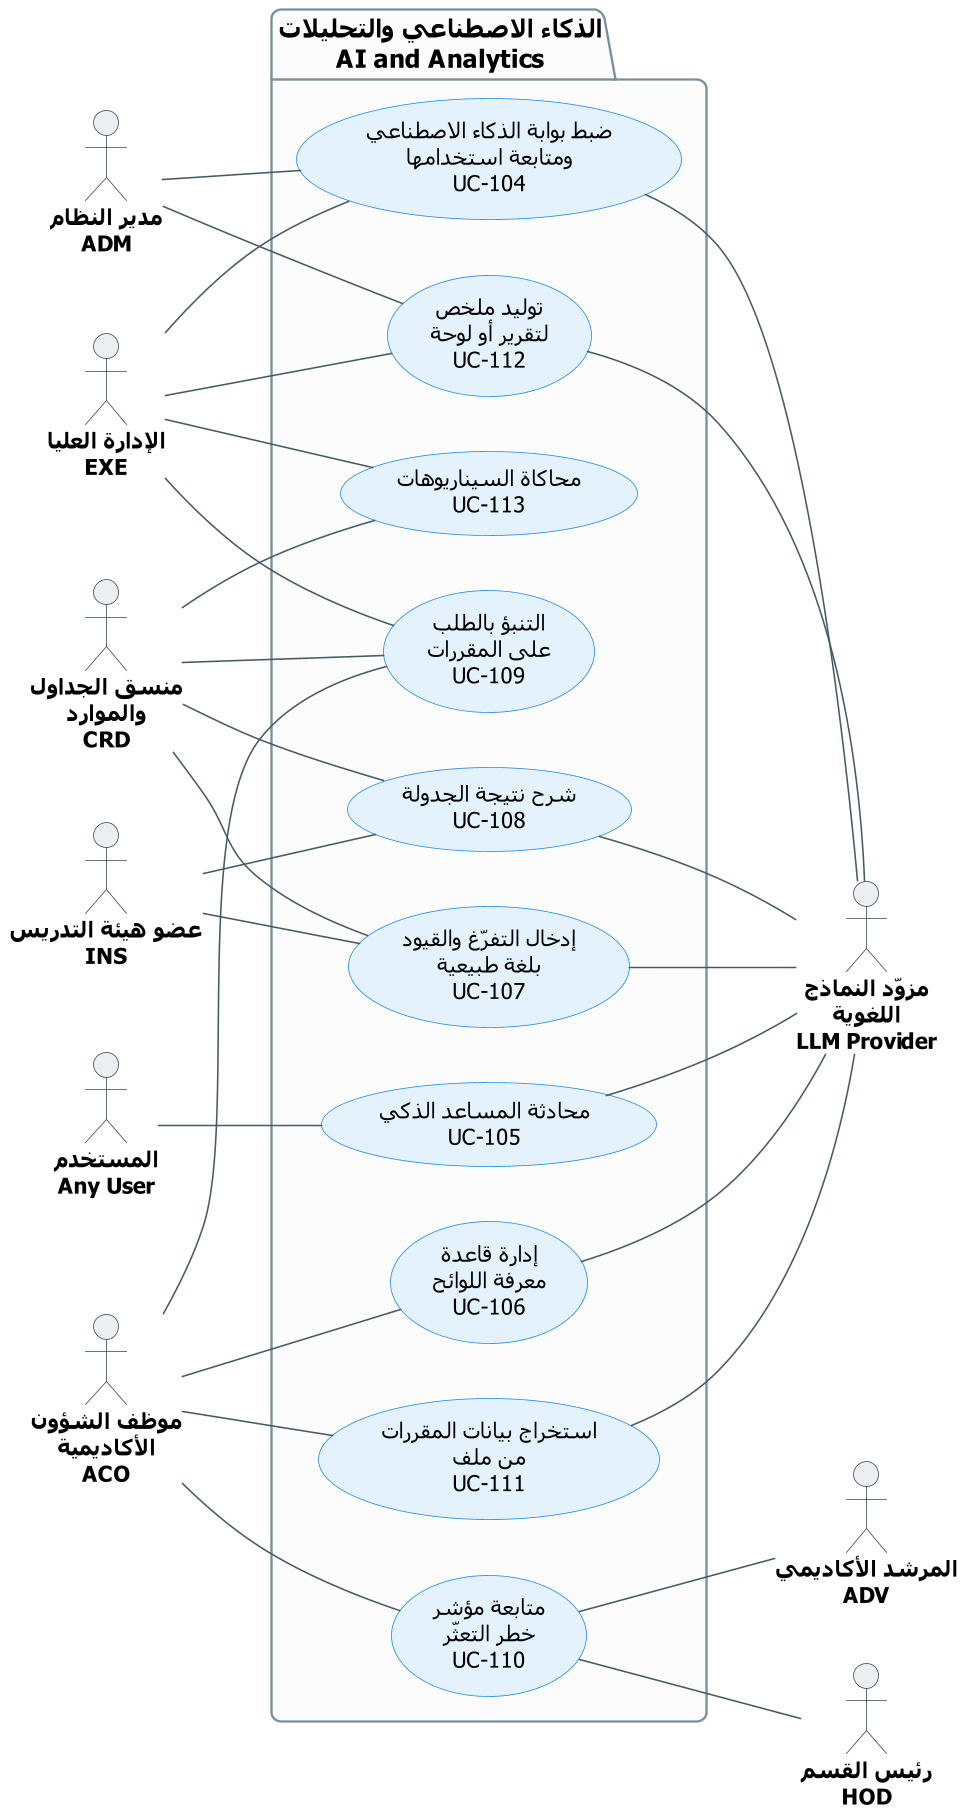 الذكاء الاصطناعي والتحليلات
AI and Analytics
ضبط بوابة الذكاء الاصطناعي
ومتابعة استخدامها
UC-104
مدير النظام
ADM
توليد ملخص
لتقرير أو لوحة
UC-112
الإدارة العليا
EXE
محاكاة السيناريوهات
UC-113
التنبؤ بالطلب
على المقررات
UC-109
منسق الجداول
والموارد
CRD
شرح نتيجة الجدولة
UC-108
عضو هيئة التدريس
INS
إدخال التفرّغ والقيود
بلغة طبيعية
UC-107
مزوّد النماذج
اللغوية
LLM Provider
محادثة المساعد الذكي
UC-105
المستخدم
Any User
إدارة قاعدة
معرفة اللوائح
UC-106
موظف الشؤون
الأكاديمية
ACO
استخراج بيانات المقررات
من ملف
UC-111
المرشد الأكاديمي
ADV
متابعة مؤشر
خطر التعثّر
UC-110
رئيس القسم
HOD